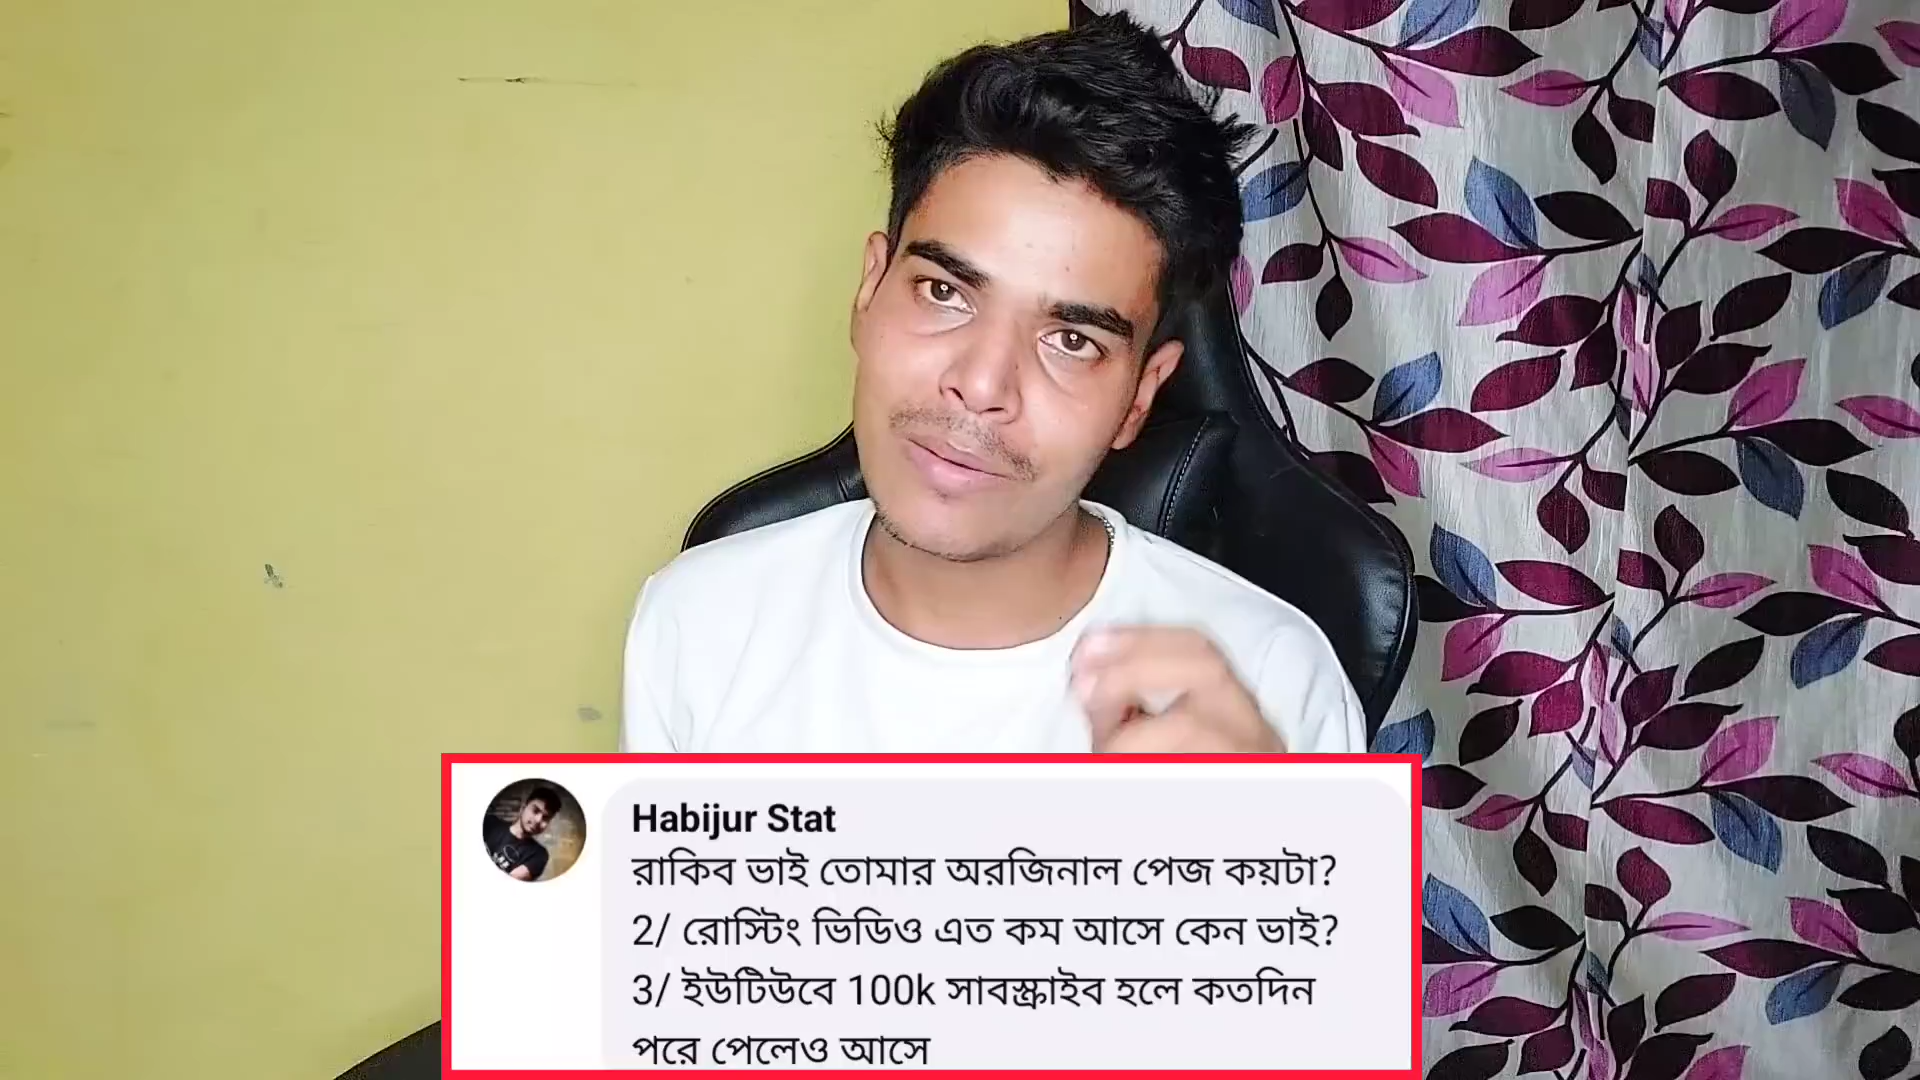 Habijur Stat
রাকিব ভাই তোমার অরজিনাল পেজ কয়টা?
2/ রোস্টিং ভিডিও এত কম আসে কেন ভাই?
3/ ইউটিউবে 100k সাবস্ক্রাইব হলে কতদিন
পরে পেলেও আসে